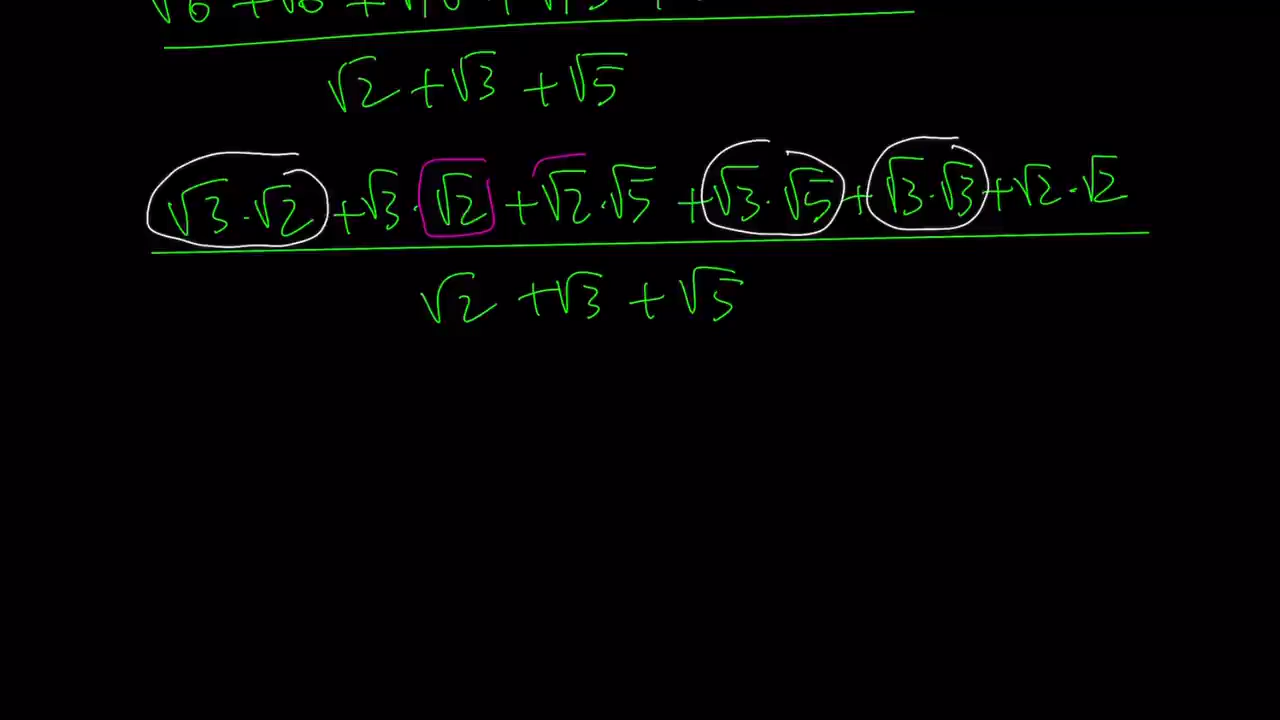 √2 + √3 + √5
√3 · √2 + √3 · √2 + √2 · √5 + √3 · √5 + √3 · √3 + √2 · √2
√2 + √3 + √5